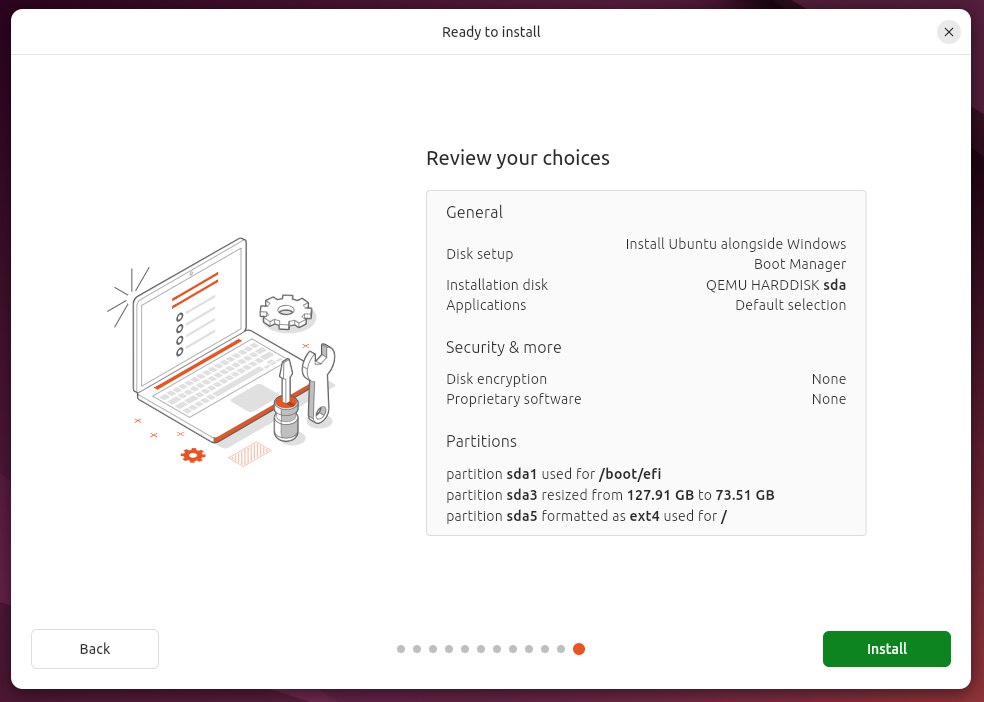 Ready to install
Review your choices
General
Disk setup
Install Ubuntu alongside Windows
Boot Manager
Installation disk QEMU HARDDISK sda
Applications Default selection
Security & more
Disk encryption None
Proprietary software None
Partitions
partition sda1 used for /boot/efi
partition sda3 resized from 127.91 GB to 73.51 GB
partition sda5 formatted as ext4 used for /
Back Install